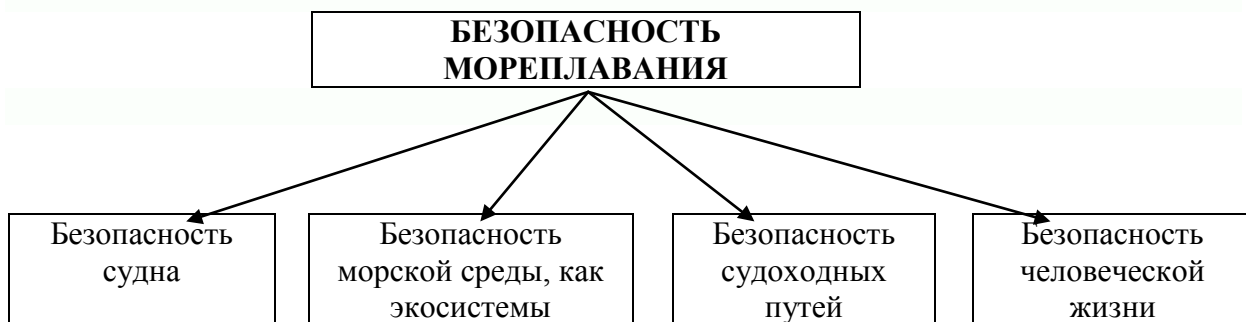 БЕЗОПАСНОСТЬ
МОРЕПЛАВАНИЯ
Безопасность
судна
Безопасность
морской среды, как
экосистемы
Безопасность
судоходных
путей
Безопасность
человеческой
жизни